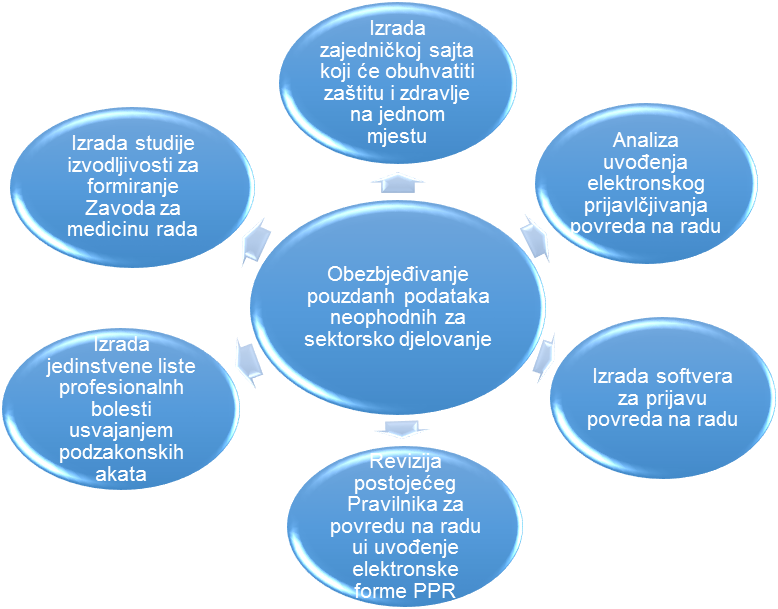 Izrada
zajedničkoj sajta
koji će obuhvatiti
zaštitu i zdravlje
na jednom
mjestu
Analiza
uvođenja
elektronskog
prijavlčjivanja
povreda na radu
Izrada softvera
za prijavu
povreda na radu
Revizija
postojećeg
Pravilnika za
povredu na radu
ui uvođenje
elektronske
forme PPR
Izrada
jedinstvene liste
profesionalnh
bolesti
usvajanjem
podzakonskih
akata
Izrada studije
izvodljivosti za
formiranje
Zavoda za
medicinu rada
Obezbjeđivanje
pouzdanh podataka
neophodnih za
sektorsko djelovanje